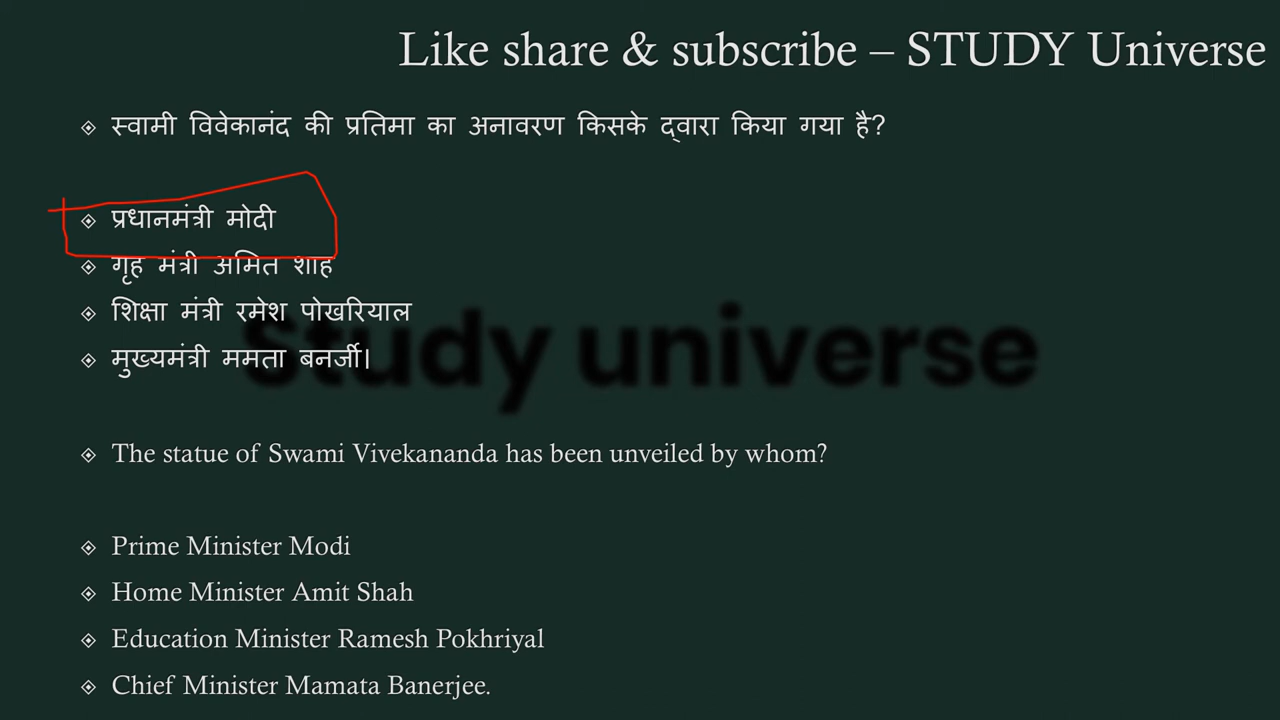 Like share & subscribe – STUDY Universe
स्वामी विवेकानंद की प्रतिमा का अनावरण किसके द्वारा किया गया है?
प्रधानमंत्री मोदी
गृह मंत्री अमित शाह
शिक्षा मंत्री रमेश पोखरियाल
मुख्यमंत्री ममता बनर्जी।
Study universe
The statue of Swami Vivekananda has been unveiled by whom?
Prime Minister Modi
Home Minister Amit Shah
Education Minister Ramesh Pokhriyal
Chief Minister Mamata Banerjee.